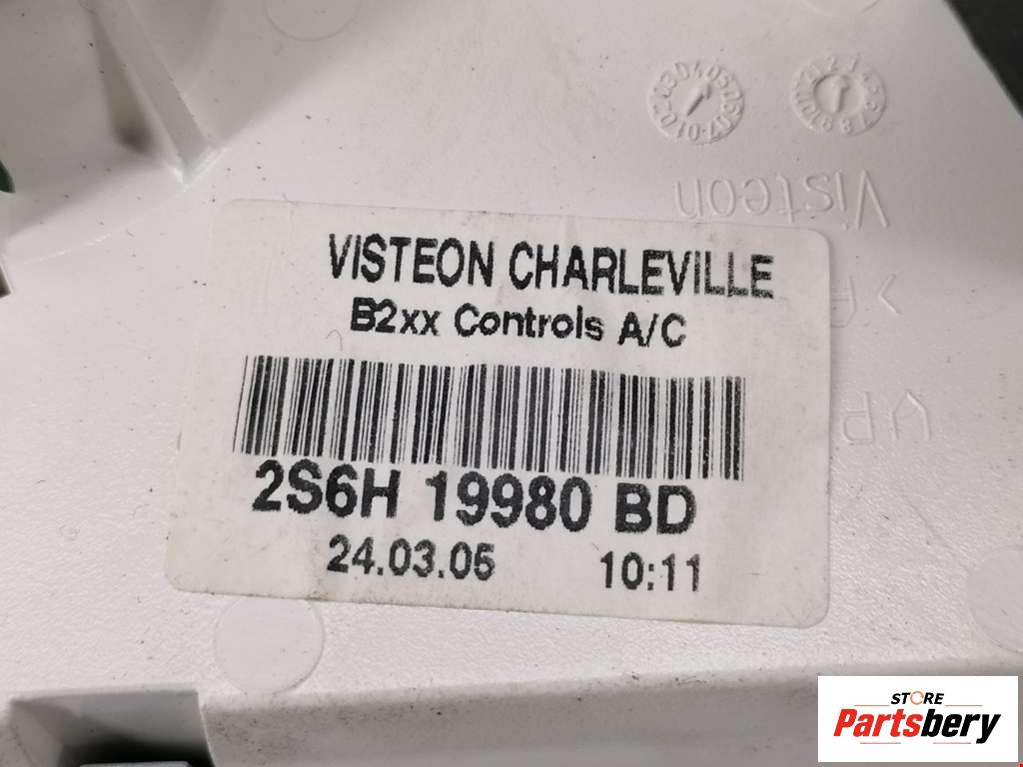 Visteon
VISTEON CHARLEVILLE
B2xx Controls A/C
2S6H 19980 BD
24.03.05 10:11
STORE
Partsbery